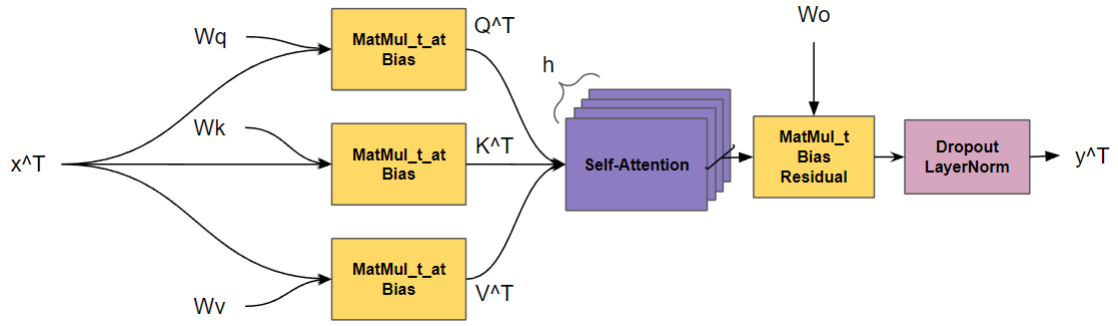 Wq
MatMul_t_at
Bias
Q^T
Wo
h
Wk
MatMul_t_at
Bias
K^T
x^T
Self-Attention
MatMul_t
Bias
Residual
Dropout
LayerNorm
y^T
Wv
MatMul_t_at
Bias
V^T